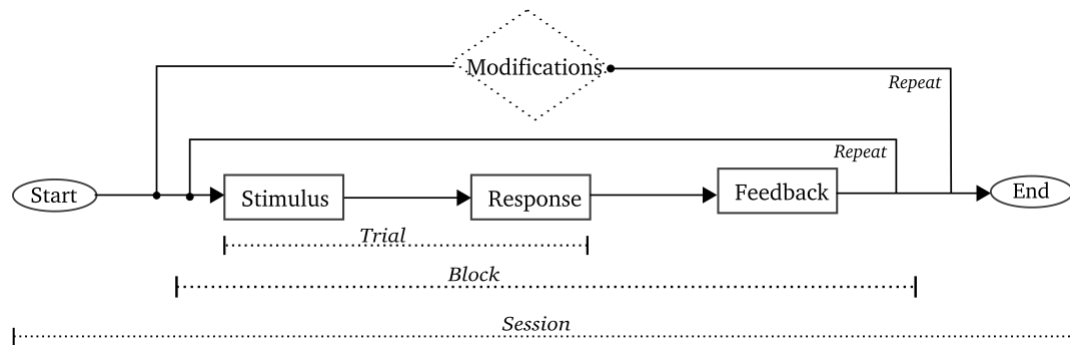 Modifications
Repeat
Repeat
Start
Stimulus
Response
Feedback
End
Trial
Block
Session